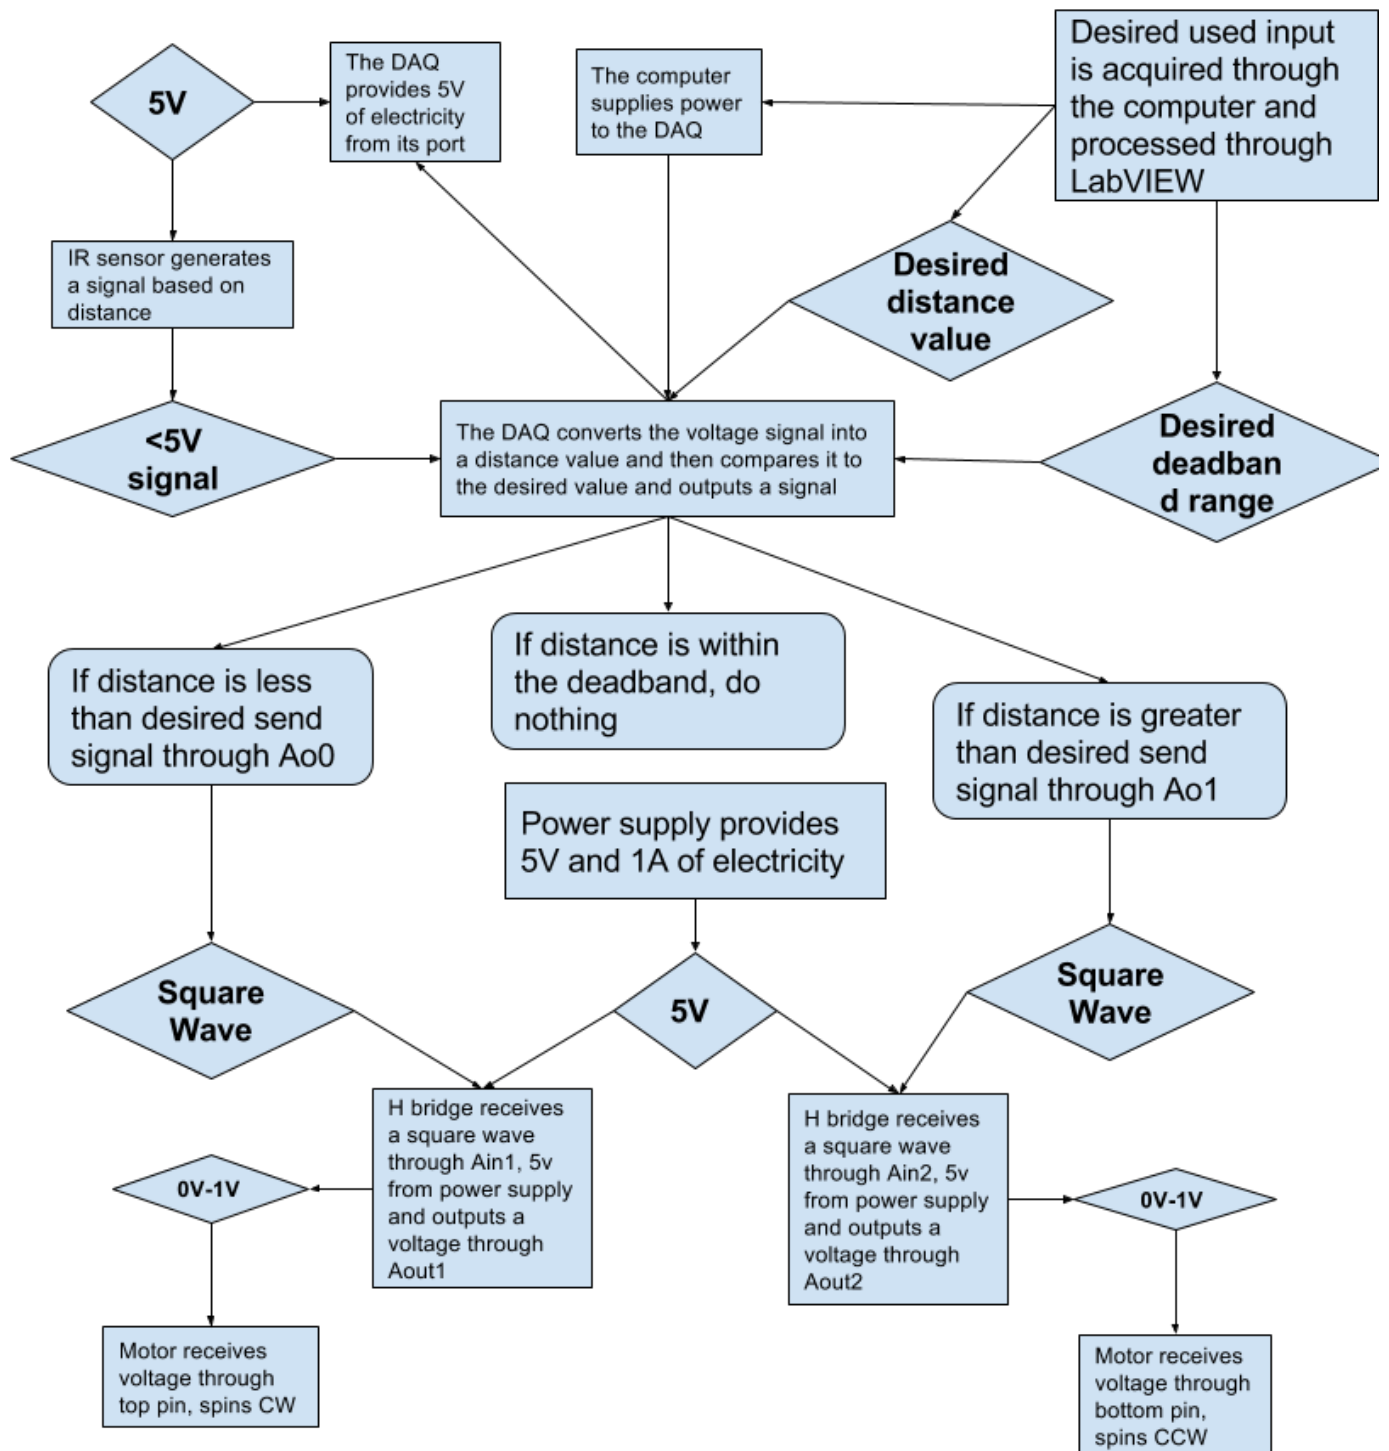 5V
The DAQ
provides 5V
of electricity
from its port
The computer
supplies power
to the DAQ
Desired used input
is acquired through
the computer and
processed through
LabVIEW
IR sensor generates
a signal based on
distance
Desired
distance
value
<5V
signal
The DAQ converts the voltage signal into
a distance value and then compares it to
the desired value and outputs a signal
Desired
deadban
d range
If distance is less
than desired send
signal through Ao0
If distance is within
the deadband, do
nothing
If distance is greater
than desired send
signal through Ao1
Power supply provides
5V and 1A of electricity
Square
Wave
5V
Square
Wave
H bridge receives
a square wave
through Ain1, 5v
from power supply
and outputs a
voltage through
Aout1
H bridge receives
a square wave
through Ain2, 5v
from power supply
and outputs a
voltage through
Aout2
0V-1V
0V-1V
Motor receives
voltage through
top pin, spins CW
Motor receives
voltage through
bottom pin,
spins CCW